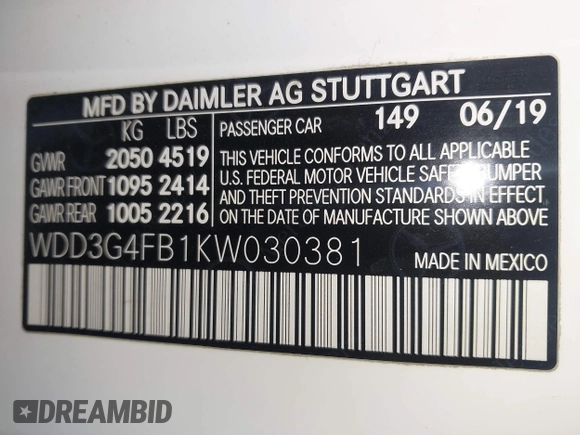 MFD BY DAIMLER AG STUTTGART
KG LBS
GVWR 2050 4519
GAWR FRONT 1095 2414
GAWR REAR 1005 2216
PASSENGER CAR 149 06/19
THIS VEHICLE CONFORMS TO ALL APPLICABLE
U.S. FEDERAL MOTOR VEHICLE SAFETY BUMPER
AND THEFT PREVENTION STANDARDS IN EFFECT
ON THE DATE OF MANUFACTURE SHOWN ABOVE.
WDD3G4FB1KW030381
MADE IN MEXICO
DREAMBID